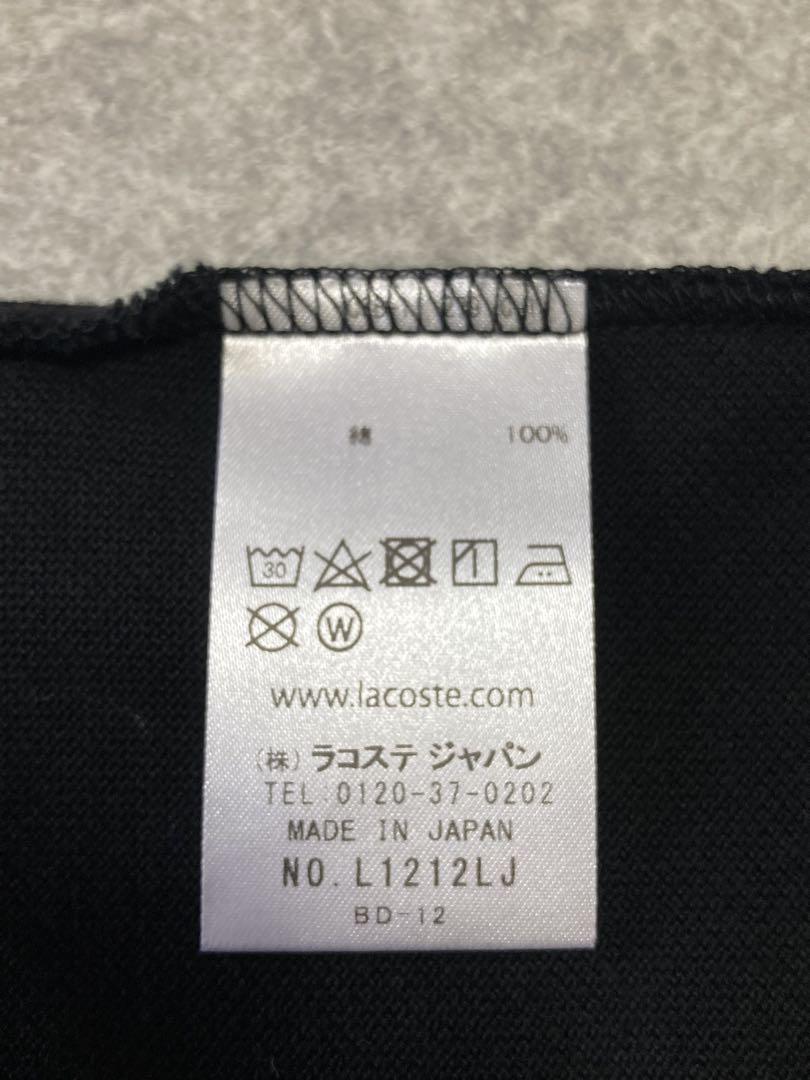 綿 100%
30
W
www.lacoste.com
(株) ラコステ ジャパン
TEL:0120-37-0202
MADE IN JAPAN
NO. L1212LJ
BD-12